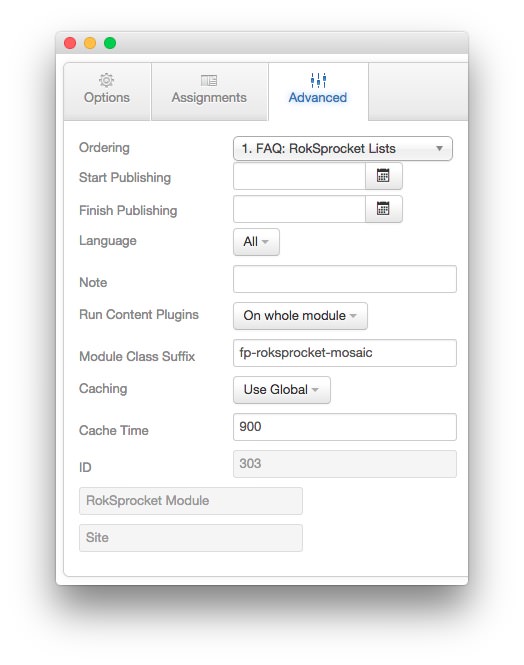 Options Assignments Advanced
Ordering 1. FAQ: RokSprocket Lists
Start Publishing
Finish Publishing
Language All
Note
Run Content Plugins On whole module
Module Class Suffix fp-roksprocket-mosaic
Caching Use Global
Cache Time 900
ID 303
RokSprocket Module
Site